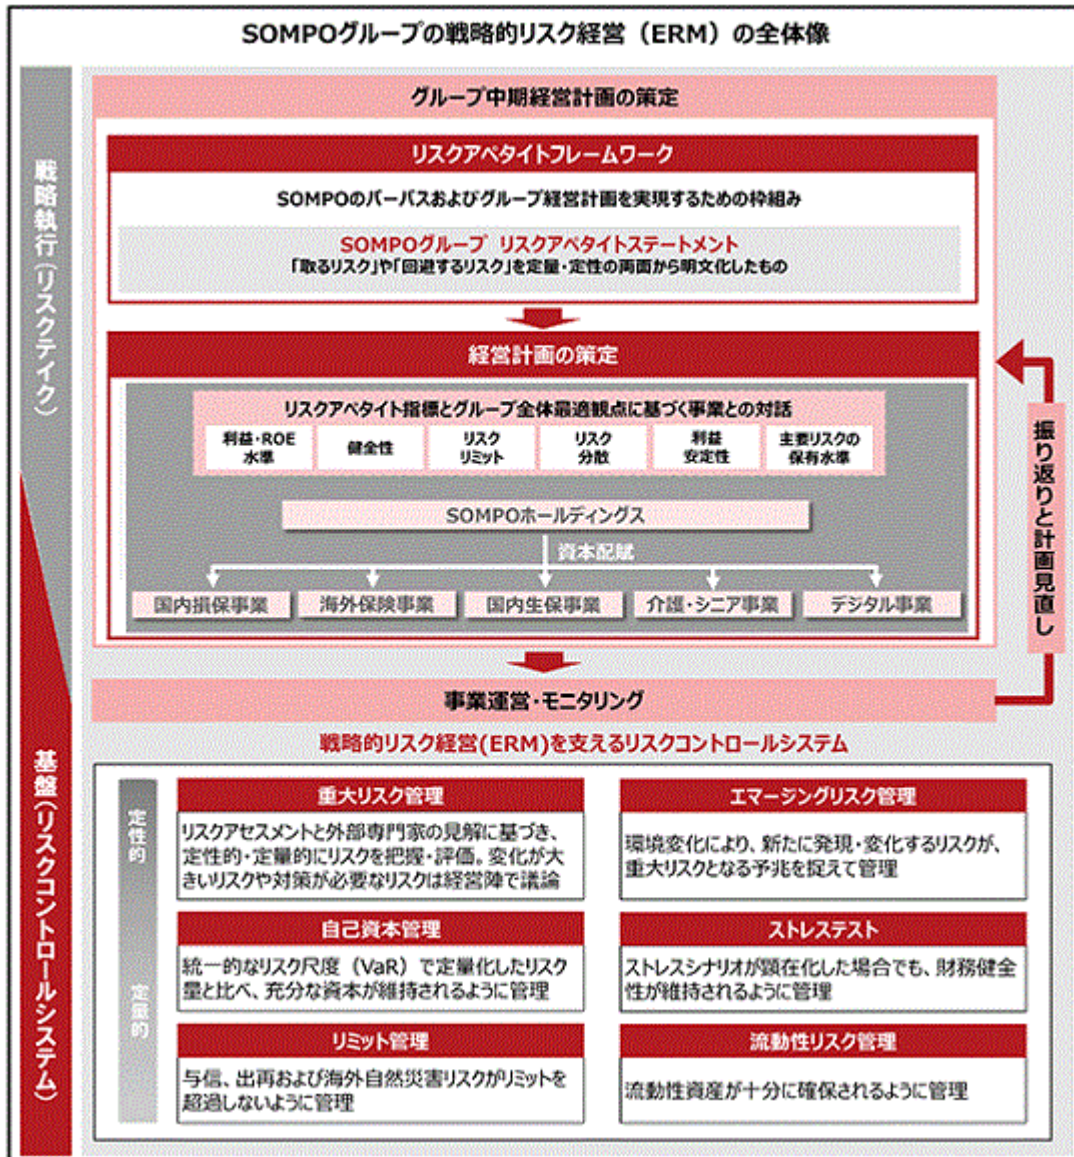 SOMPOグループの戦略的リスク経営（ERM）の全体像
戦略執行(リスクテイク)
グループ中期経営計画の策定
リスクアペタイトフレームワーク
SOMPOのパーパスおよびグループ経営計画を実現するための枠組み
SOMPOグループ リスクアペタイトステートメント
「取るリスク」や「回避するリスク」を定量・定性の両面から明文化したもの
経営計画の策定
リスクアペタイト指標とグループ全体最適観点に基づく事業との対話
利益・ROE
水準
健全性
リスク
リミット
リスク
分散
利益
安定性
主要リスクの
保有水準
SOMPOホールディングス
資本配賦
国内損保事業
海外保険事業
国内生保事業
介護・シニア事業
デジタル事業
振り返りと計画見直し
事業運営・モニタリング
基盤(リスクコントロールシステム)
戦略的リスク経営(ERM)を支えるリスクコントロールシステム
定性的
定量的
重大リスク管理
リスクアセスメントと外部専門家の見解に基づき、
定性的・定量的にリスクを把握・評価。変化が大
きいリスクや対策が必要なリスクは経営陣で議論
エマージングリスク管理
環境変化により、新たに発現・変化するリスクが、
重大リスクとなる予兆を捉えて管理
自己資本管理
統一的なリスク尺度（VaR）で定量化したリスク
量と比べ、充分な資本が維持されるように管理
ストレステスト
ストレスシナリオが顕在化した場合でも、財務健全
性が維持されるように管理
リミット管理
与信、出再および海外自然災害リスクがリミットを
超過しないように管理
流動性リスク管理
流動性資産が十分に確保されるように管理